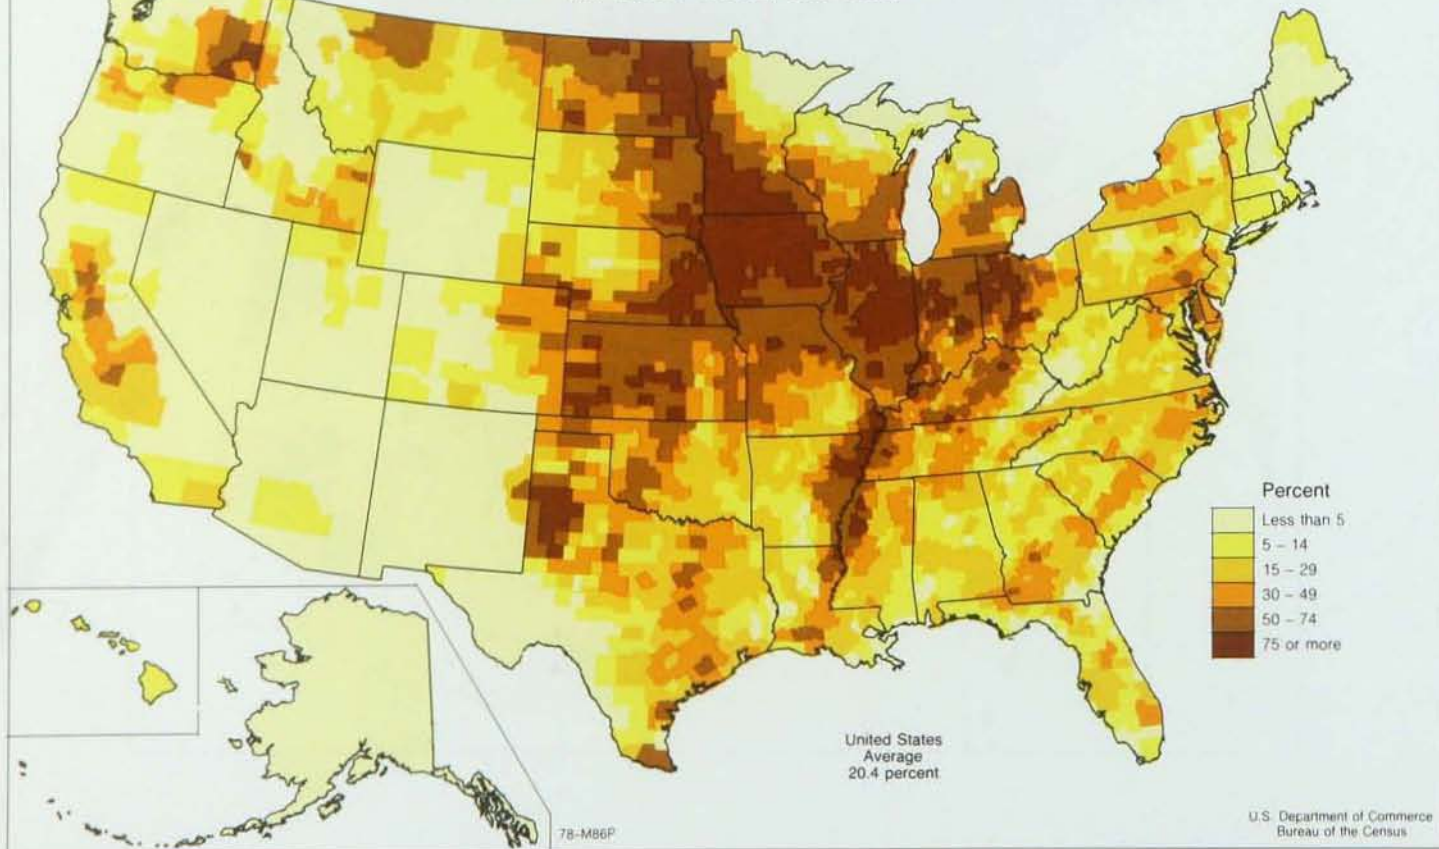 Percent
Less than 5
5 – 14
15 – 29
30 – 49
50 – 74
75 or more
United States
Average
20.4 percent
78-M86P
U.S. Department of Commerce
Bureau of the Census